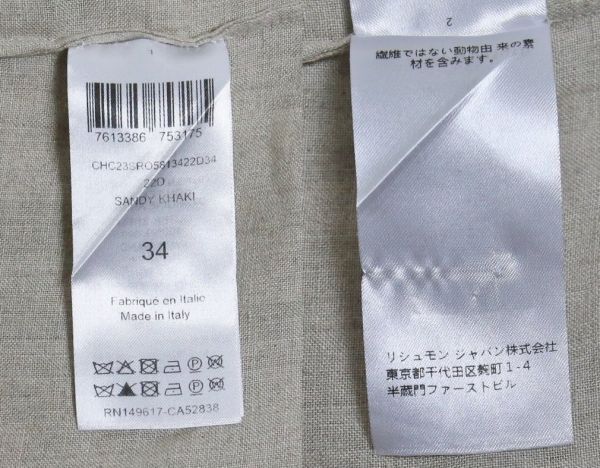 1
7613386 753175
CHC23SRO5813422D34
22D
SANDY KHAKI
34
Fabriqué en Italie
Made in Italy
RN149617-CA52838
2
繊維ではない動物由 来の素
材を含みます。
リシュモン ジャパン株式会社
東京都千代田区麴町1-4
半蔵門ファーストビル